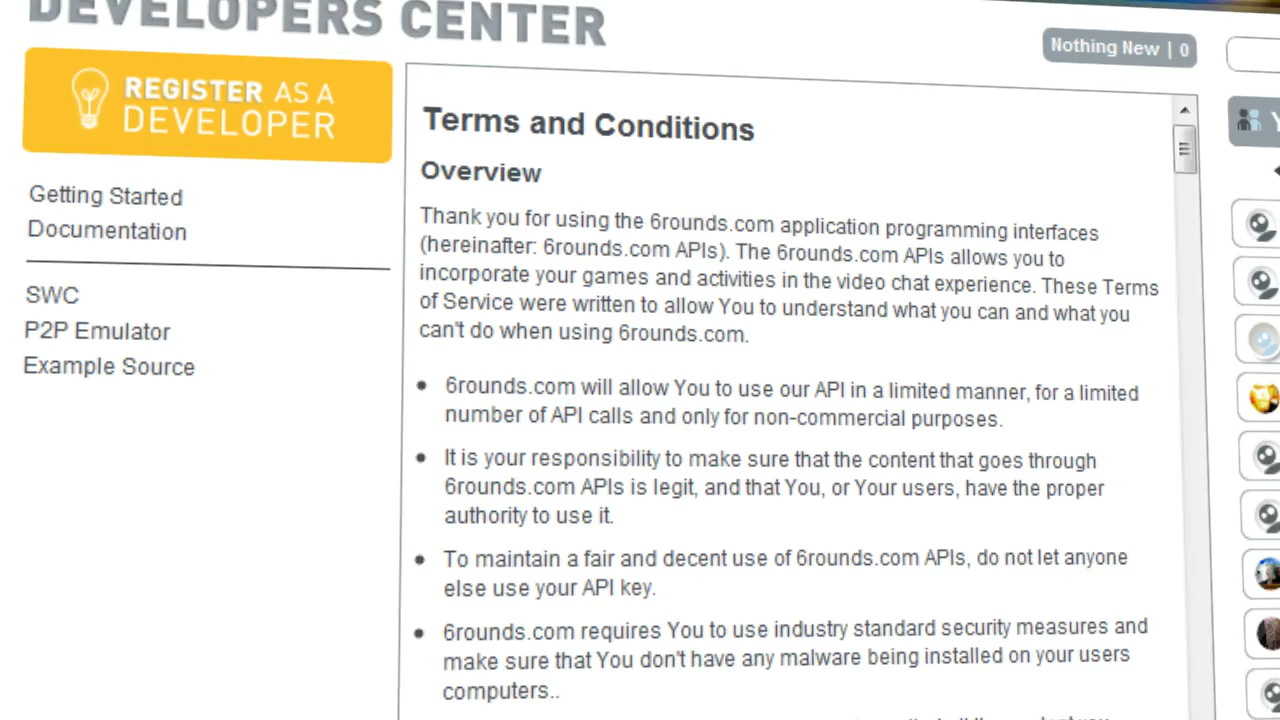 DEVELOPERS CENTER
Nothing New | 0
REGISTER AS A
DEVELOPER
Getting Started
Documentation
SWC
P2P Emulator
Example Source
Terms and Conditions
Overview
Thank you for using the 6rounds.com application programming interfaces
(hereinafter: 6rounds.com APIs). The 6rounds.com APIs allows you to
incorporate your games and activities in the video chat experience. These Terms
of Service were written to allow You to understand what you can and what you
can't do when using 6rounds.com.
6rounds.com will allow You to use our API in a limited manner, for a limited
number of API calls and only for non-commercial purposes.
It is your responsibility to make sure that the content that goes through
6rounds.com APIs is legit, and that You, or Your users, have the proper
authority to use it.
To maintain a fair and decent use of 6rounds.com APIs, do not let anyone
else use your API key.
6rounds.com requires You to use industry standard security measures and
make sure that You don't have any malware being installed on your users
computers..